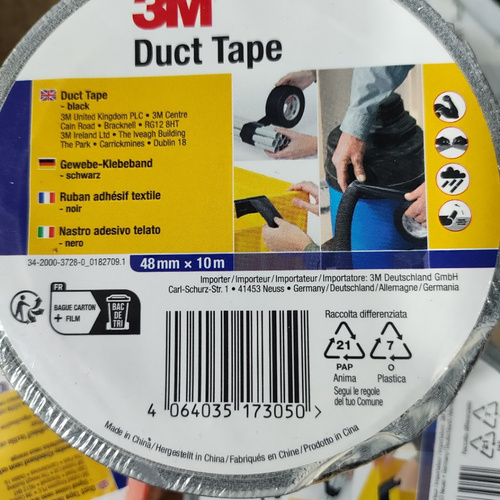 3M
Duct Tape
Duct Tape
- black
3M United Kingdom PLC • 3M Centre
Cain Road • Bracknell • RG12 8HT
3M Ireland Ltd • The Iveagh Building
The Park • Carrickmines • Dublin 18
Gewebe-Klebeband
- schwarz
Ruban adhésif textile
- noir
Nastro adesivo telato
- nero
34-2000-3728-0_0182709.1
48 mm x 10 m
Importer/Importeur/Importateur/Importatore: 3M Deutschland GmbH
Carl-Schurz-Str. 1 • 41453 Neuss • Germany/Deutschland/Allemagne/Germania
FR
BAGUE CARTON
+ FILM
BAC
DE
TRI
Raccolta differenziata
21
PAP
Anima
7
O
Plastica
Segui le regole
del tuo Comune
4 064035 173050 >
Made in China/Hergestellt in China/Fabriqués en Chine/Prodotto in Cina